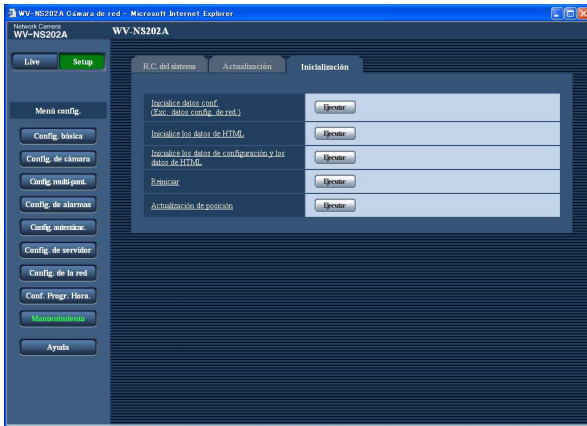 WV-NS202A Cámara de red - Microsoft Internet Explorer
Network Camera
WV-NS202A
WV-NS202A
Live
Setup
R.C. del sistema
Actualización
Inicialización
Menú config.
Config. básica
Config. de cámara
Config. multi-pant.
Config. de alarmas
Config. autenticac.
Config. de servidor
Config. de la red
Conf. Progr. Hora.
Mantenimiento
Ayuda
Inicialice datos conf.
(Exc. datos config. de red.)
Ejecutar
Inicialice los datos de HTML
Ejecutar
Inicialice los datos de configuración y los
datos de HTML
Ejecutar
Reiniciar
Ejecutar
Actualización de posición
Ejecutar